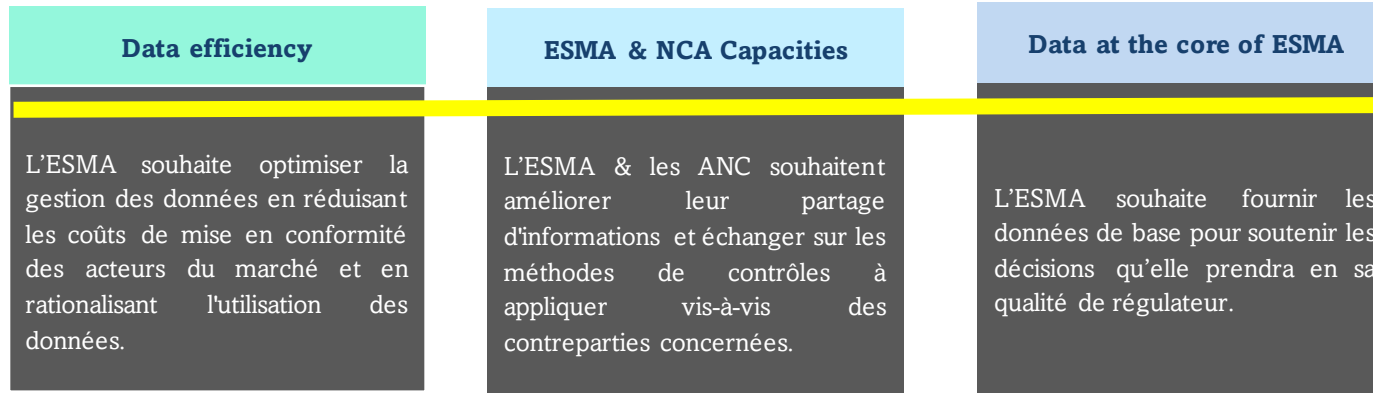 Data efficiency
L'ESMA souhaite optimiser la
gestion des données en réduisant
les coûts de mise en conformité
des acteurs du marché et en
rationalisant l'utilisation des
données.
ESMA & NCA Capacities
L'ESMA & les ANC souhaitent
améliorer leur partage
d'informations et échanger sur les
méthodes de contrôles à
appliquer vis-à-vis des
contreparties concernées.
Data at the core of ESMA
L'ESMA souhaite fournir les
données de base pour soutenir les
décisions qu'elle prendra en sa
qualité de régulateur.